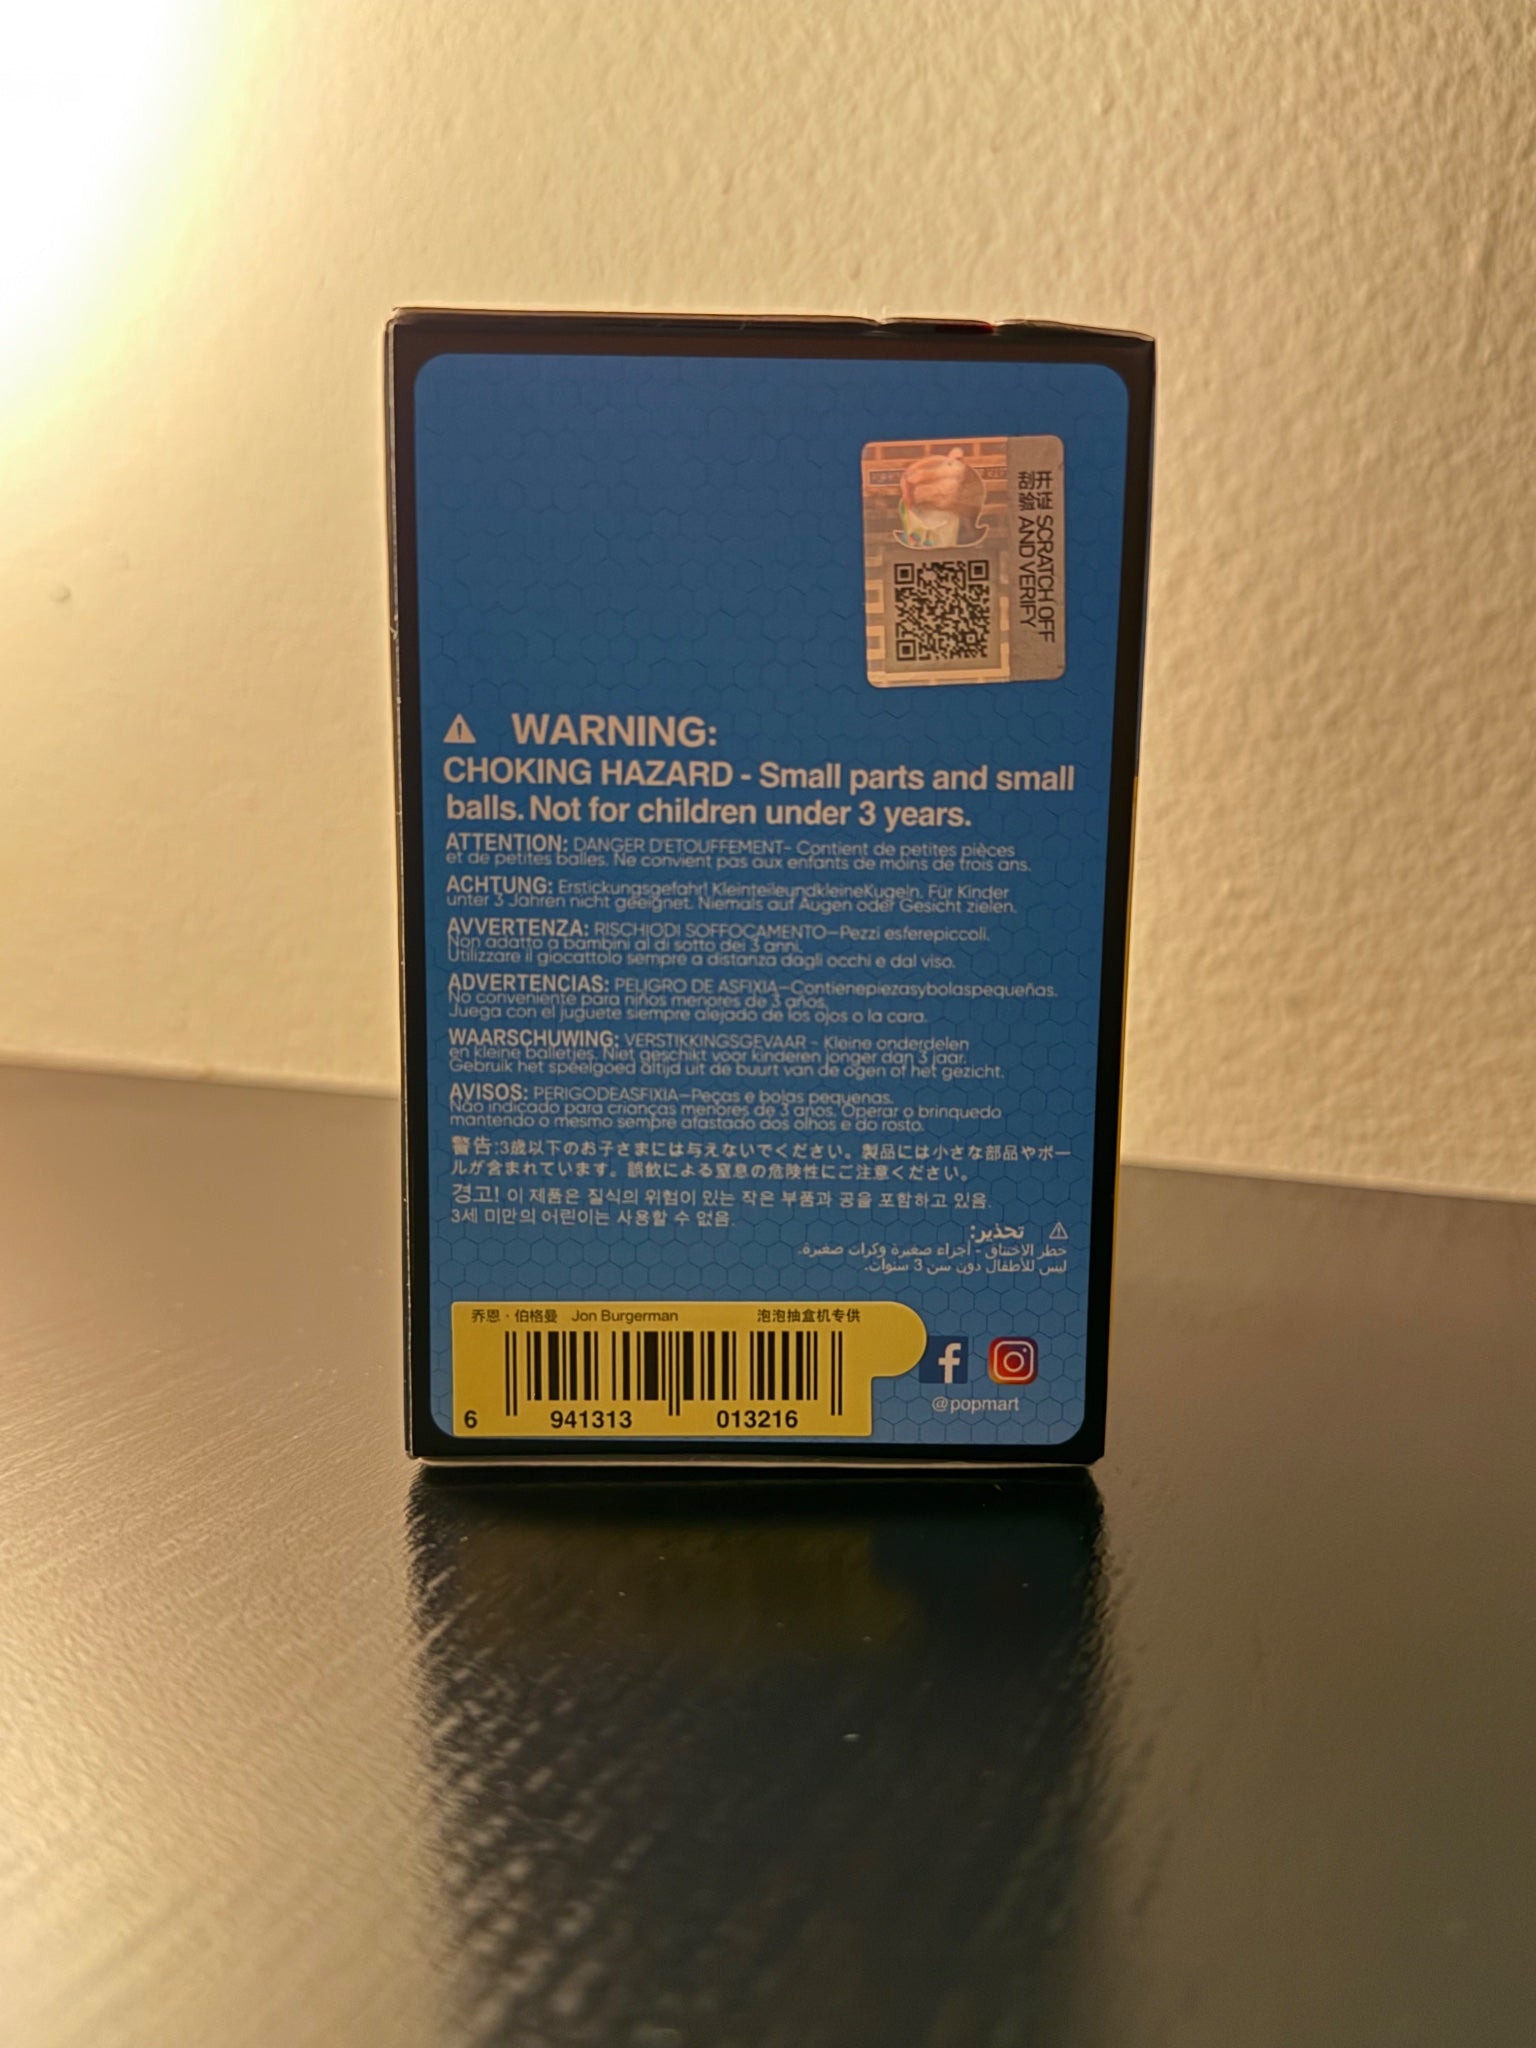 开证 SCRATCH OFF
刮验 AND VERIFY
WARNING:
CHOKING HAZARD - Small parts and small
balls. Not for children under 3 years.
ATTENTION: DANGER D'ETOUFFEMENT- Contient de petites pièces
et de petites balles. Ne convient pas aux enfants de moins de trois ans.
ACHTUNG: Erstickungsgefahr! KleinteileundkleineKugeln. Für Kinder
unter 3 Jahren nicht geeignet. Niemals auf Augen oder Gesicht zielen.
AVVERTENZA: RISCHIODI SOFFOCAMENTO—Pezzi esferepiccoli.
Non adatto a bambini al di sotto dei 3 anni.
Utilizzare il giocattolo sempre a distanza dagli occhi e dal viso.
ADVERTENCIAS: PELIGRO DE ASFIXIA—Contienepiezasybolaspequeñas.
No conveniente para niños menores de 3 años.
Juega con el juguete siempre alejado de los ojos o la cara.
WAARSCHUWING: VERSTIKKINGSGEVAAR - Kleine onderdelen
en kleine balletjes. Niet geschikt voor kinderen jonger dan 3 jaar.
Gebruik het speelgoed altijd uit de buurt van de ogen of het gezicht.
AVISOS: PERIGODEASFIXIA—Peças e bolas pequenas.
Não indicado para crianças menores de 3 anos. Operar o brinquedo
mantendo o mesmo sempre afastado dos olhos e do rosto.
警告:3歳以下のお子さまには与えないでください。製品には小さな部品やボー
ルが含まれています。誤飲による窒息の危険性にご注意ください。
경고! 이 제품은 질식의 위험이 있는 작은 부품과 공을 포함하고 있음.
3세 미만의 어린이는 사용할 수 없음.
تحذير:
خطر الاختناق - أجزاء صغيرة وكرات صغيرة.
ليس للأطفال دون سن 3 سنوات.
乔恩·伯格曼 Jon Burgerman 泡泡抽盒机专供
6 941313 013216
@popmart